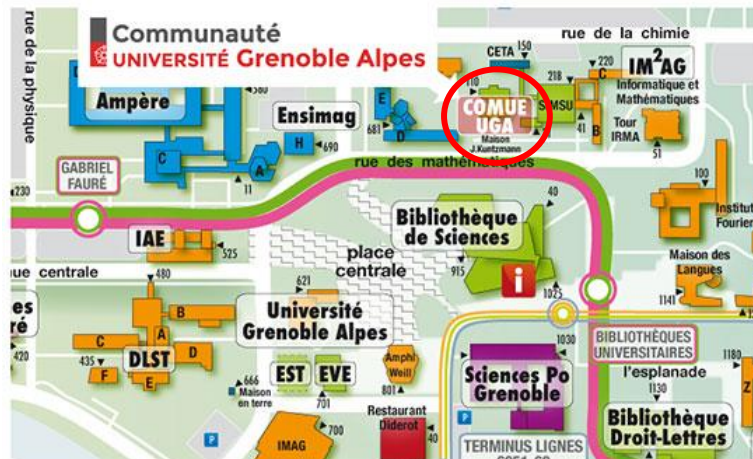 Communauté
UNIVERSITÉ Grenoble Alpes
rue de la physique
rue de la chimie
CETA
150
110
COMUE
UGA
Maison
J.Kuntzmann
218
220
C
IM²AG
Informatique et
Mathématiques
Tour
IRMA
51
41
B
Ampère
380
Ensimag
H
690
E
681
D
C
A
11
GABRIEL
FAURÉ
230
rue des mathématiques
40
100
Institut
Fourier
IAE
525
Bibliothèque
de Sciences
915
i
1025
place
centrale
Maison des
Langues
1141
480
621
Université
Grenoble Alpes
B
C
A
D
435
F
DLST
E
420
666
Maison
en terre
EST
EVE
701
Amphi
Weill
801
1030
Sciences Po
Grenoble
BIBLIOTHÈQUES
UNIVERSITAIRES
1180
l'esplanade
1130
Z
Bibliothèque
Droit-Lettres
P
IMAG
700
Restaurant
Diderot
40
P
TERMINUS LIGNES